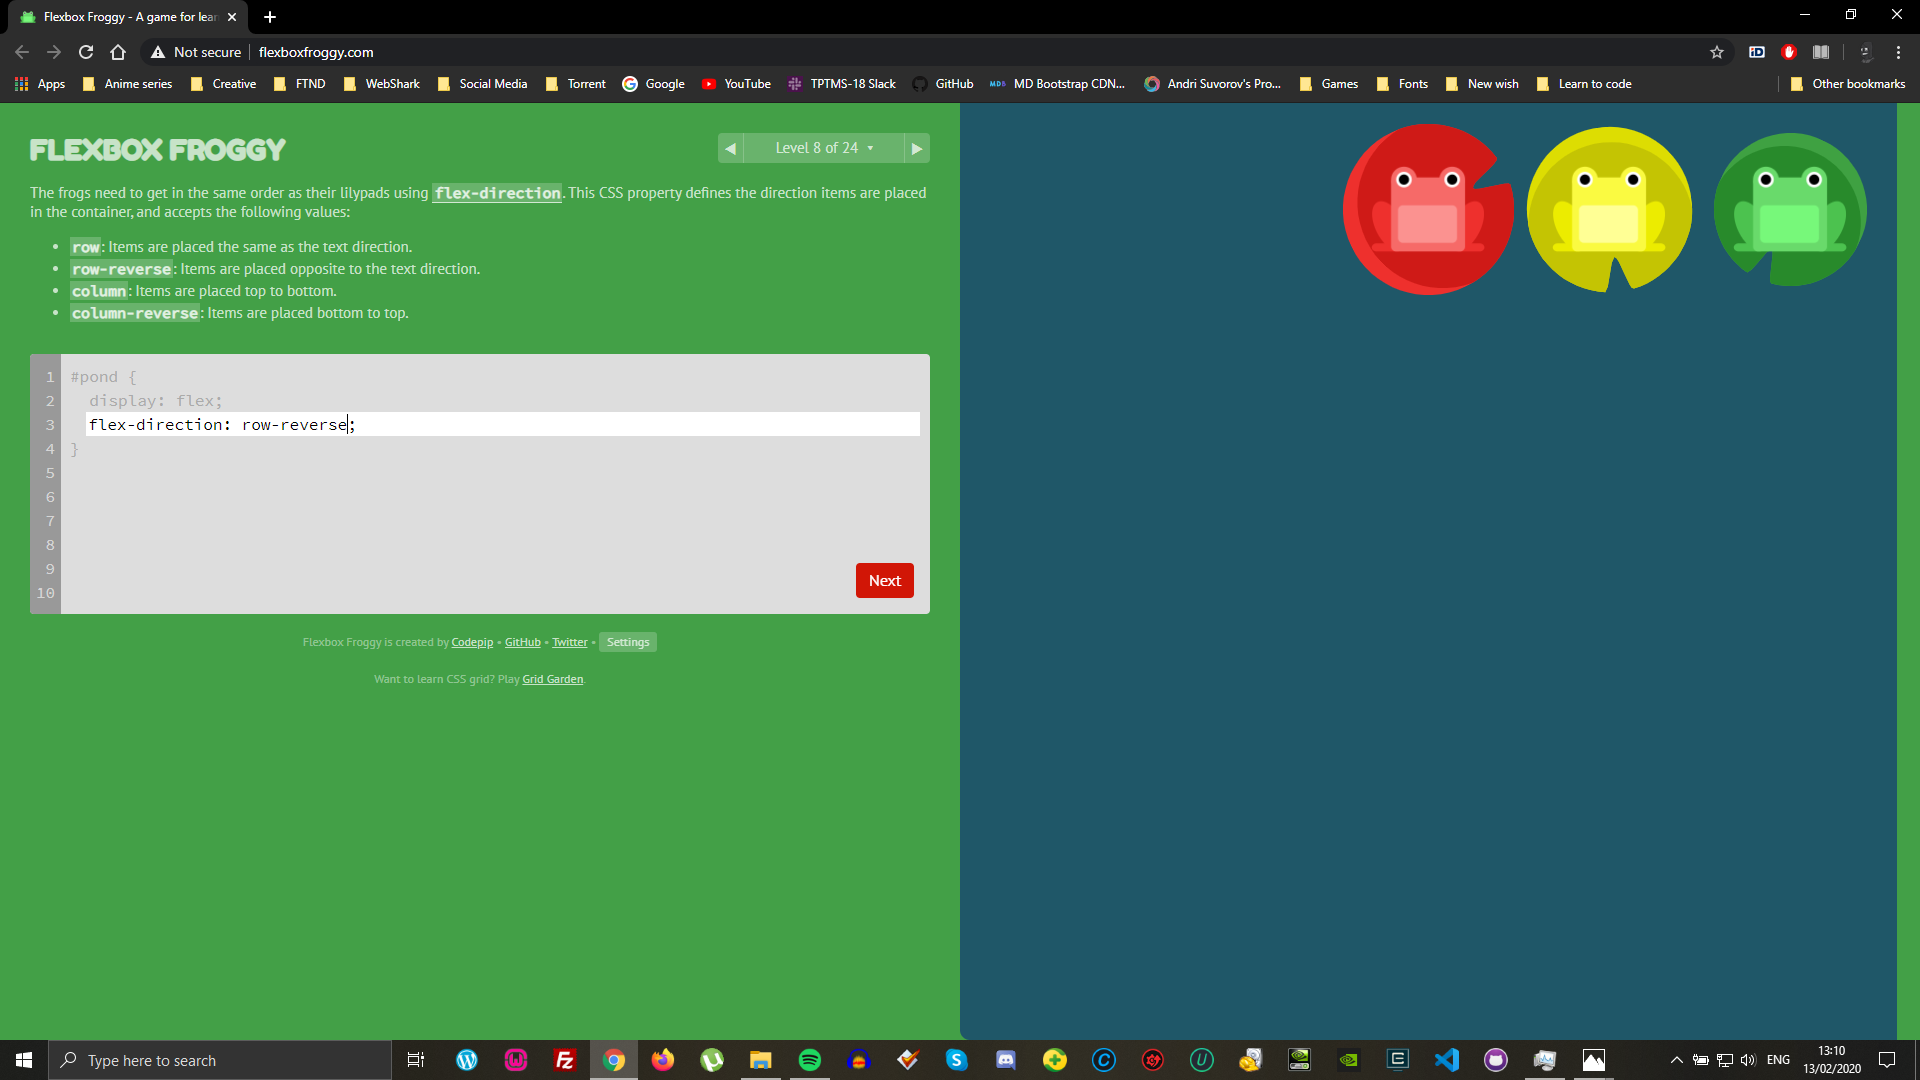 Flexbox Froggy - A game for lear
Not secure
flexboxfroggy.com
Apps
Anime series
Creative
FTND
WebShark
Social Media
Torrent
Google
YouTube
TPTMS-18 Slack
GitHub
MDB
MD Bootstrap CDN...
Andri Suvorov's Pro...
Games
Fonts
New wish
Learn to code
Other bookmarks
FLEXBOX FROGGY
◀ Level 8 of 24 ▾ ▶
The frogs need to get in the same order as their lilypads using flex-direction. This CSS property defines the direction items are placed
in the container, and accepts the following values:
• row: Items are placed the same as the text direction.
• row-reverse: Items are placed opposite to the text direction.
• column: Items are placed top to bottom.
• column-reverse: Items are placed bottom to top.
1 #pond {
2 display: flex;
3 flex-direction: row-reverse;
4 }
5
6
7
8
9
10
Next
Flexbox Froggy is created by Codepip • GitHub • Twitter • Settings
Want to learn CSS grid? Play Grid Garden.
Type here to search
ENG
13:10
13/02/2020